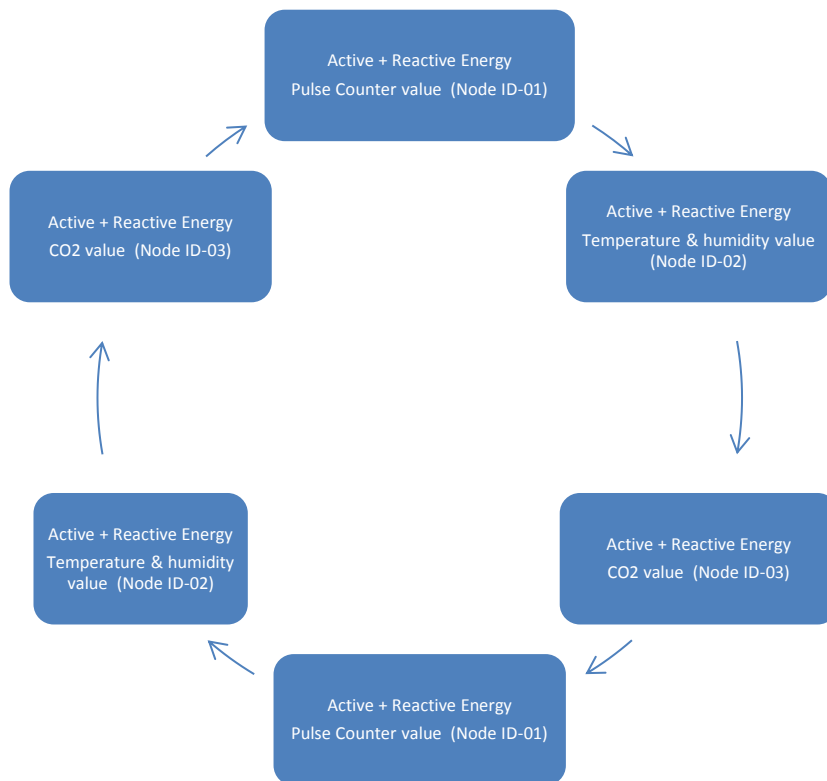 Active + Reactive Energy
Pulse Counter value (Node ID-01)
Active + Reactive Energy
Temperature & humidity value
(Node ID-02)
Active + Reactive Energy
CO2 value (Node ID-03)
Active + Reactive Energy
Pulse Counter value (Node ID-01)
Active + Reactive Energy
Temperature & humidity
value (Node ID-02)
Active + Reactive Energy
CO2 value (Node ID-03)